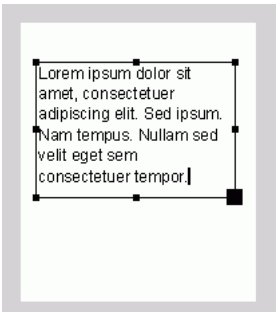 Lorem ipsum dolor sit
amet, consectetuer
adipiscing elit. Sed ipsum.
Nam tempus. Nullam sed
velit eget sem
consectetuer tempor.